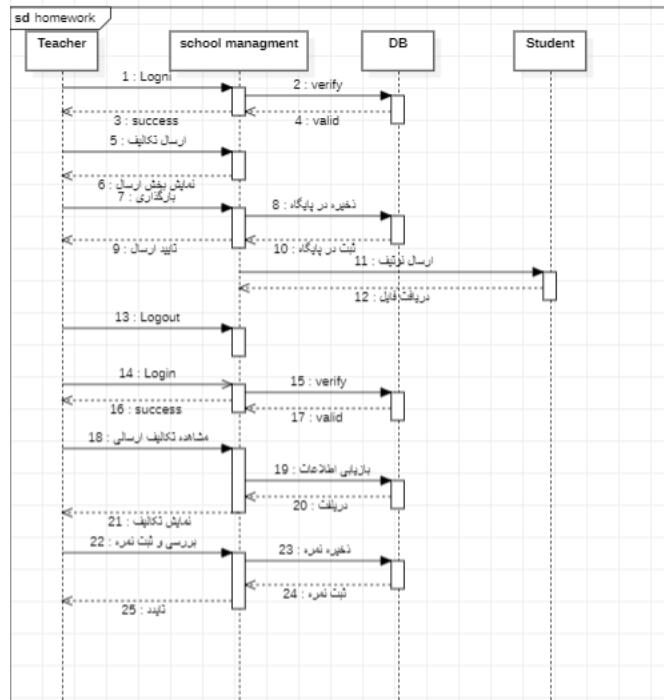 sd homework
Teacher
school managment
DB
Student
1 : Logni
2 : verify
3 : success
4 : valid
5 : ارسال تکالیف
6 : نمایش بخش ارسال
7 : بارگذاری
8 : ذخیره در پایگاه
9 : تایید ارسال
10 : ثبت در پایگاه
11 : ارسال نوتیف
12 : دریافت فایل
13 : Logout
14 : Login
15 : verify
16 : success
17 : valid
18 : مشاهده تکالیف ارسالی
19 : بازیابی اطلاعات
20 : دریافت
21 : نمایش تکالیف
22 : بررسی و ثبت نمره
23 : ذخیره نمره
24 : ثبت نمره
25 : تایید